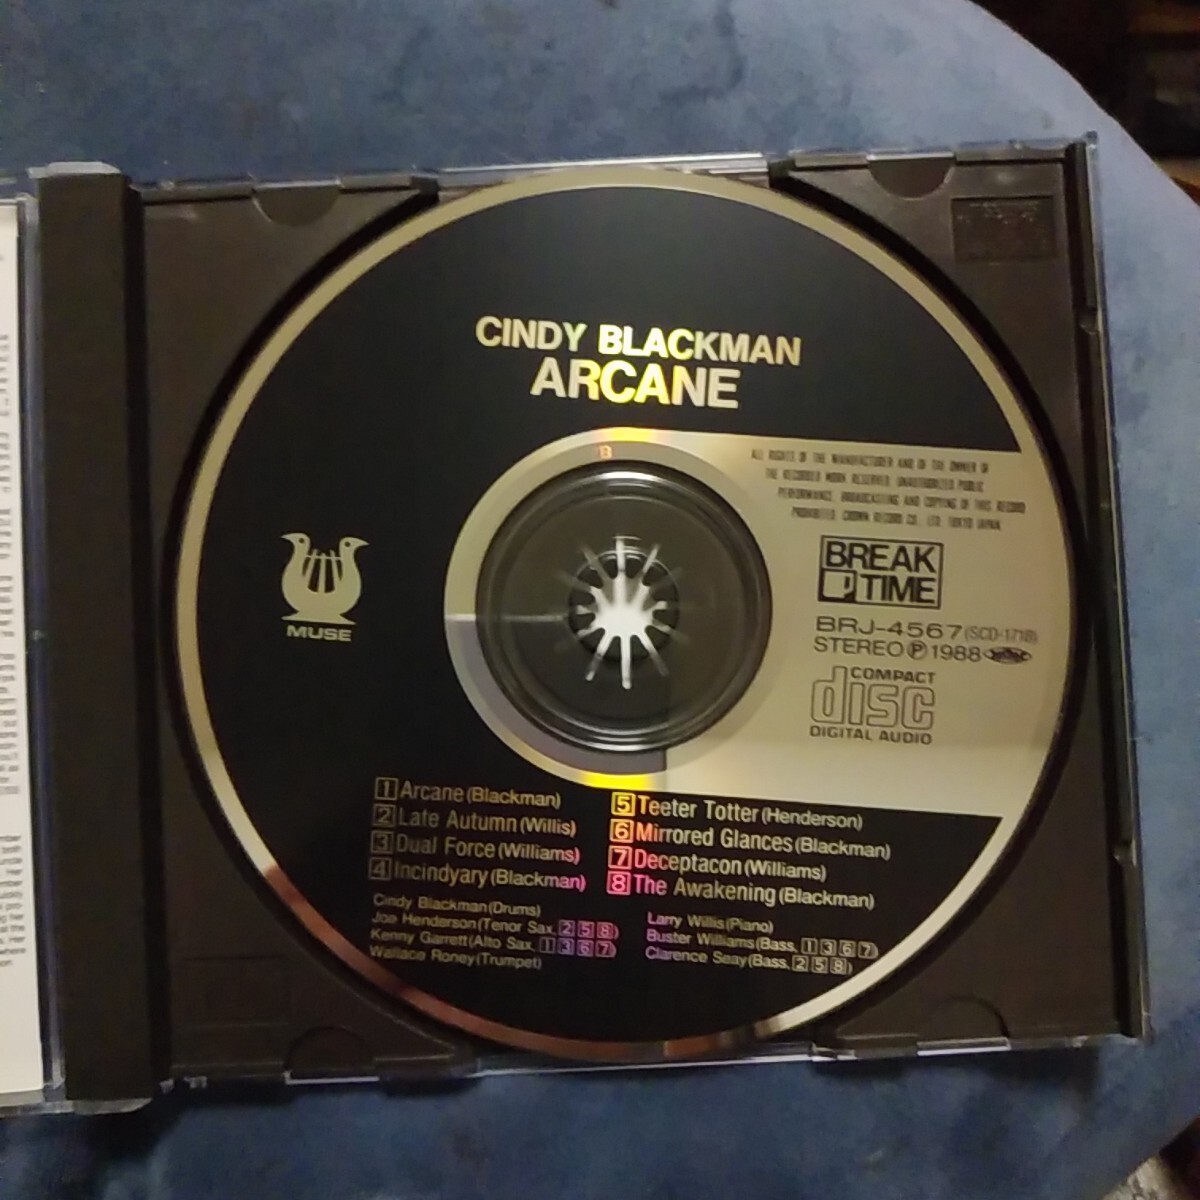 CINDY BLACKMAN
ARCANE
ALL RIGHTS OF THE MANUFACTURER AND OF THE OWNER OF
THE RECORDED WORK RESERVED. UNAUTHORIZED PUBLIC
PERFORMANCE, BROADCASTING AND COPYING OF THIS RECORD
PROHIBITED. CROWN RECORD CO., LTD. TOKYO JAPAN
BREAK
TIME
MUSE
BRJ-4567 (SCD-1718)
STEREO Ⓟ1988
COMPACT
disc
DIGITAL AUDIO
1 Arcane (Blackman)
2 Late Autumn (Willis)
3 Dual Force (Williams)
4 Incindyary (Blackman)
5 Teeter Totter (Henderson)
6 Mirrored Glances (Blackman)
7 Deceptacon (Williams)
8 The Awakening (Blackman)
Cindy Blackman (Drums)
Joe Henderson (Tenor Sax, 2 5 8)
Kenny Garrett (Alto Sax, 1 3 6 7)
Wallace Roney (Trumpet)
Larry Willis (Piano)
Buster Williams (Bass, 1 3 6 7)
Clarence Seay (Bass, 2 5 8)